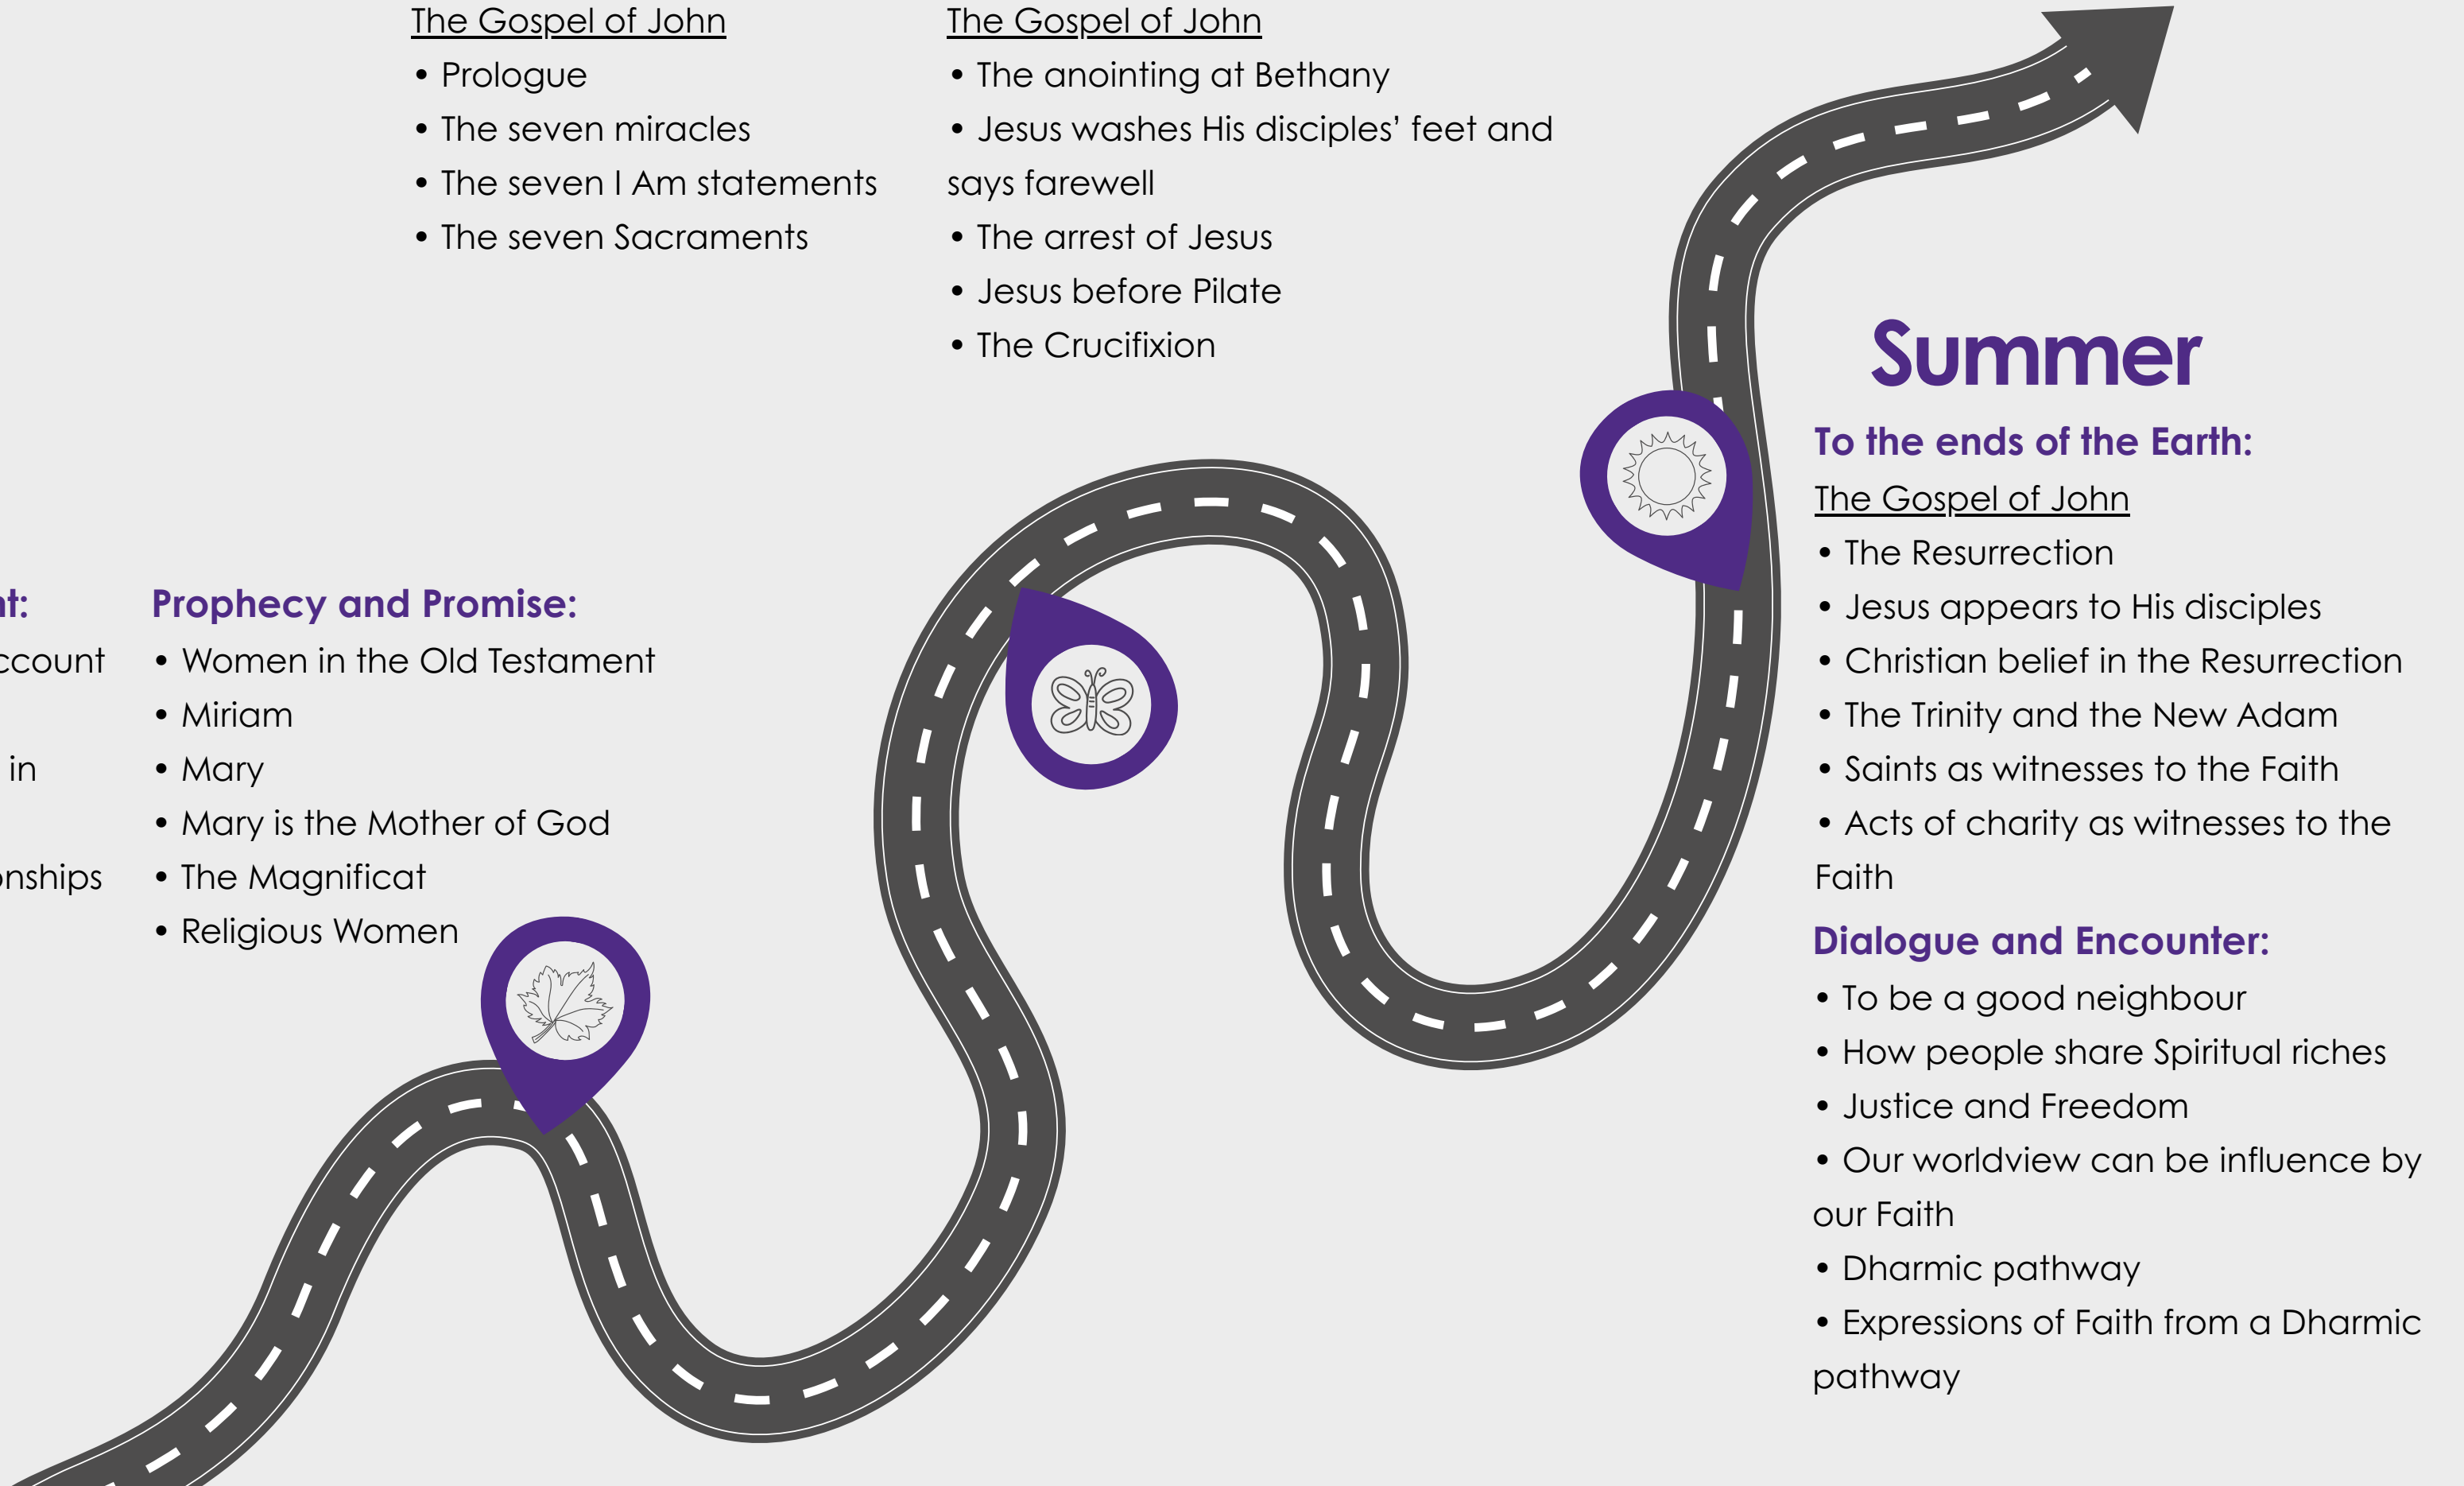 The Gospel of John
• Prologue
• The seven miracles
• The seven I Am statements
• The seven Sacraments
The Gospel of John
• The anointing at Bethany
• Jesus washes His disciples’ feet and
says farewell
• The arrest of Jesus
• Jesus before Pilate
• The Crucifixion
in
Prophecy and Promise:
• Women in the Old Testament
• Miriam
• Mary
• Mary is the Mother of God
• The Magnificat
• Religious Women
Summer
To the ends of the Earth:
The Gospel of John
• The Resurrection
• Jesus appears to His disciples
• Christian belief in the Resurrection
• The Trinity and the New Adam
• Saints as witnesses to the Faith
• Acts of charity as witnesses to the
Faith
Dialogue and Encounter:
• To be a good neighbour
• How people share Spiritual riches
• Justice and Freedom
• Our worldview can be influence by
our Faith
• Dharmic pathway
• Expressions of Faith from a Dharmic
pathway